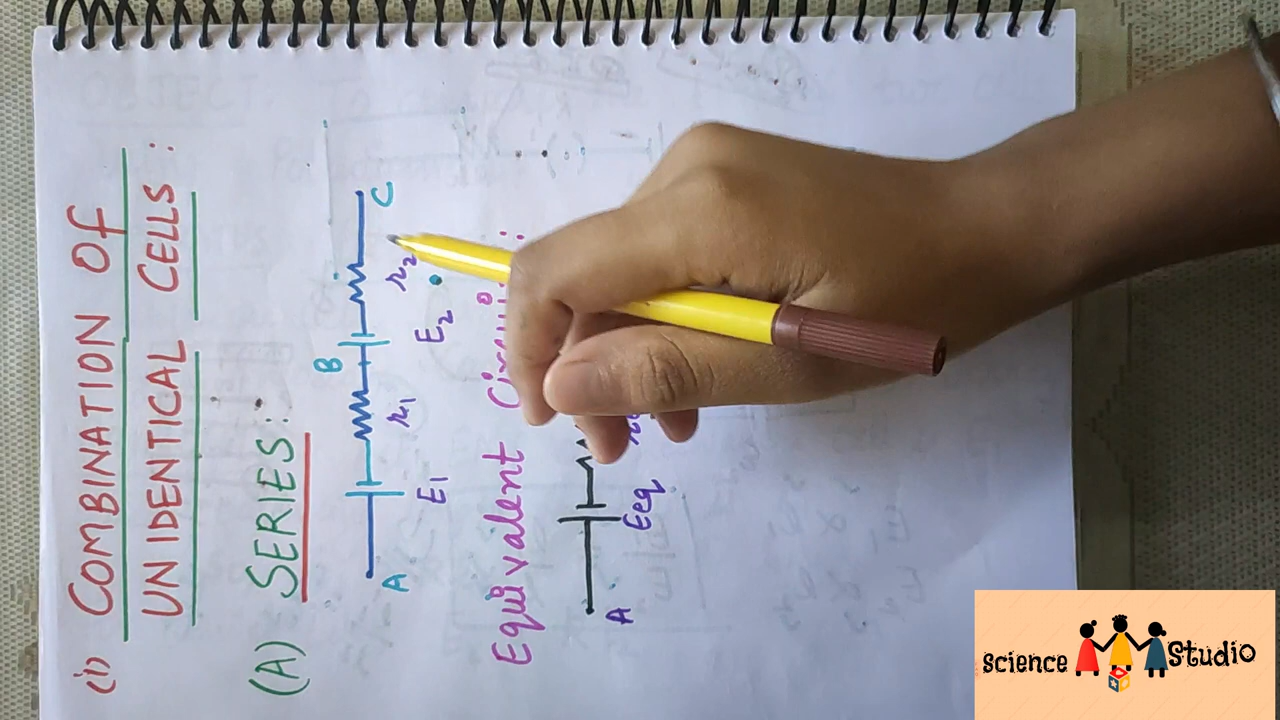 (i) COMBINATION Of
UNIDENTICAL CELLS:
(A) SERIES:
B
A C
E1 r1 E2 r2
Equivalent
A
Eeq
Science Studio